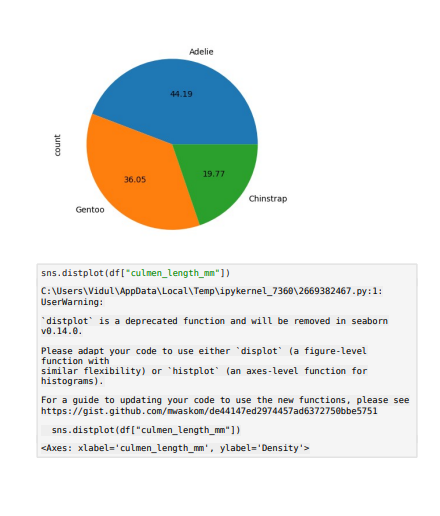 Adelie
44.19
count
36.05
19.77
Chinstrap
Gentoo
sns.distplot(df["culmen_length_mm"])
C:\Users\Vidul\AppData\Local\Temp\ipykernel_7360\2669382467.py:1:
UserWarning:
`distplot` is a deprecated function and will be removed in seaborn
v0.14.0.
Please adapt your code to use either `displot` (a figure-level
function with
similar flexibility) or `histplot` (an axes-level function for
histograms).
For a guide to updating your code to use the new functions, please see
https://gist.github.com/mwaskom/de44147ed2974457ad6372750bbe5751
sns.distplot(df["culmen_length_mm"])
<Axes: xlabel='culmen_length_mm', ylabel='Density'>